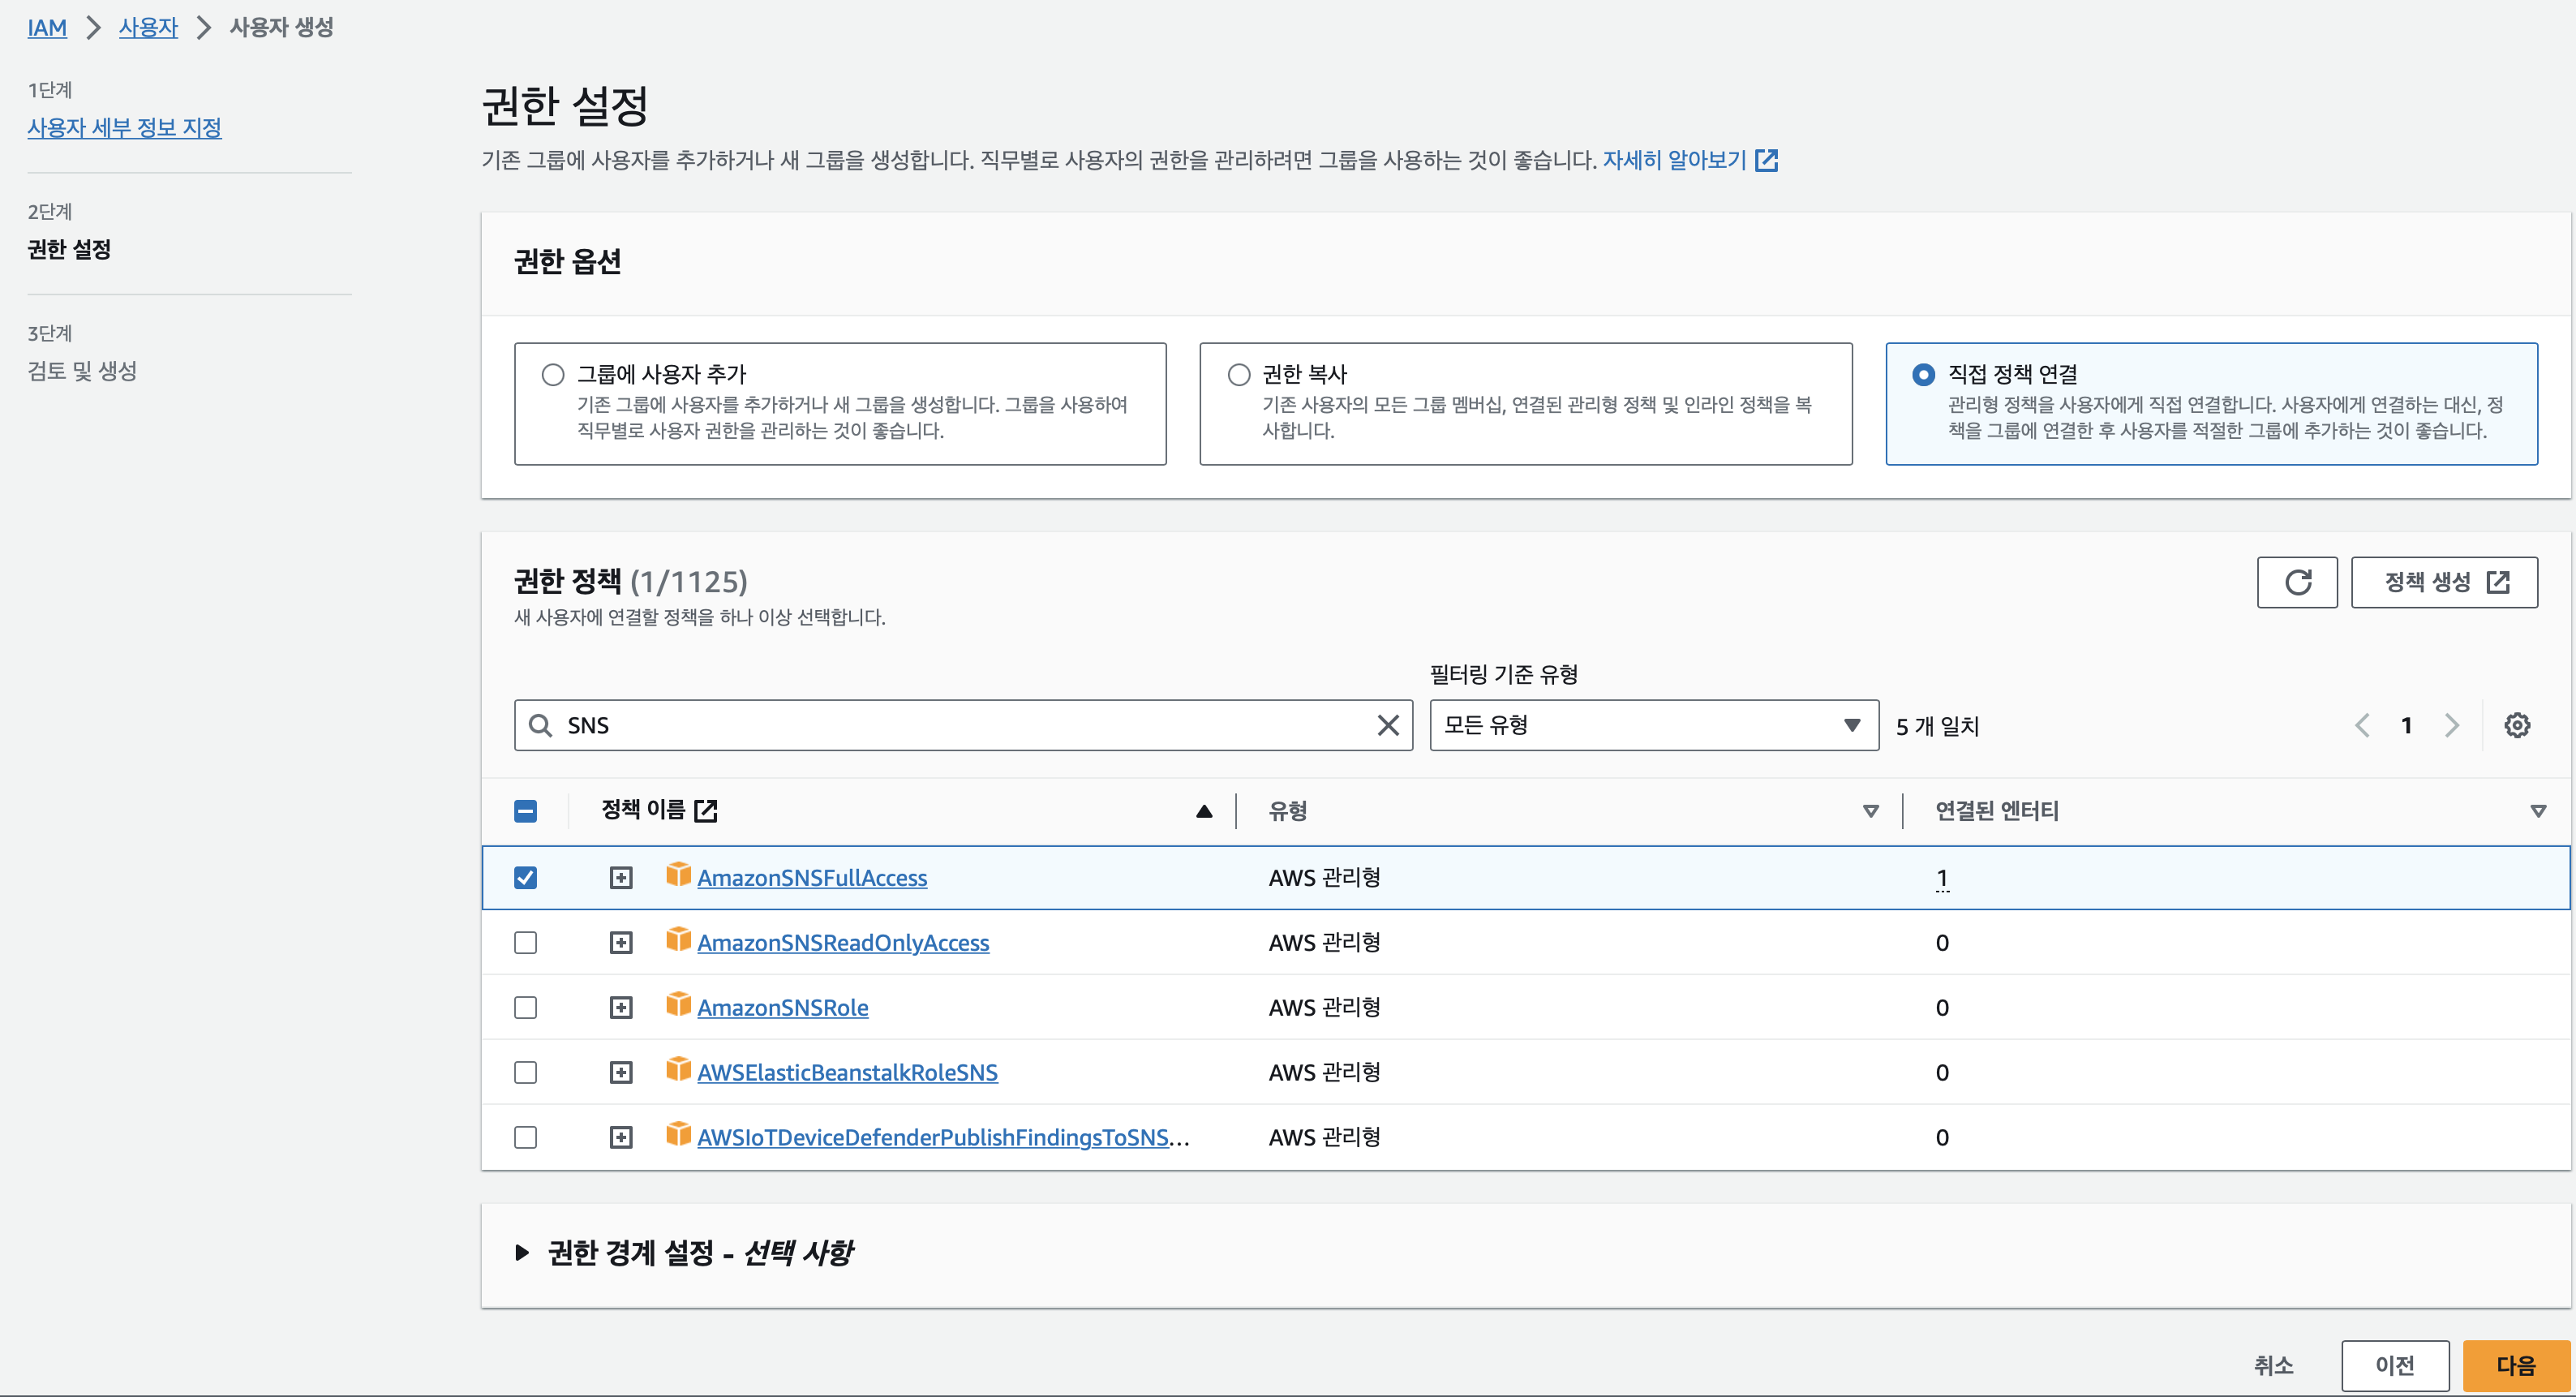 IAM > 사용자 > 사용자 생성
1단계
사용자 세부 정보 지정
2단계
권한 설정
3단계
검토 및 생성
권한 설정
기존 그룹에 사용자를 추가하거나 새 그룹을 생성합니다. 직무별로 사용자의 권한을 관리하려면 그룹을 사용하는 것이 좋습니다. 자세히 알아보기
권한 옵션
그룹에 사용자 추가
기존 그룹에 사용자를 추가하거나 새 그룹을 생성합니다. 그룹을 사용하여
직무별로 사용자 권한을 관리하는 것이 좋습니다.
권한 복사
기존 사용자의 모든 그룹 멤버십, 연결된 관리형 정책 및 인라인 정책을 복
사합니다.
직접 정책 연결
관리형 정책을 사용자에게 직접 연결합니다. 사용자에게 연결하는 대신, 정
책을 그룹에 연결한 후 사용자를 적절한 그룹에 추가하는 것이 좋습니다.
권한 정책 (1/1125)
새 사용자에 연결할 정책을 하나 이상 선택합니다.
정책 생성
필터링 기준 유형
SNS
모든 유형
5 개 일치
1
정책 이름 유형 연결된 엔터티
AmazonSNSFullAccess AWS 관리형 1
AmazonSNSReadOnlyAccess AWS 관리형 0
AmazonSNSRole AWS 관리형 0
AWSElasticBeanstalkRoleSNS AWS 관리형 0
AWSIoTDeviceDefenderPublishFindingsToSNS... AWS 관리형 0
권한 경계 설정 - 선택 사항
취소 이전 다음